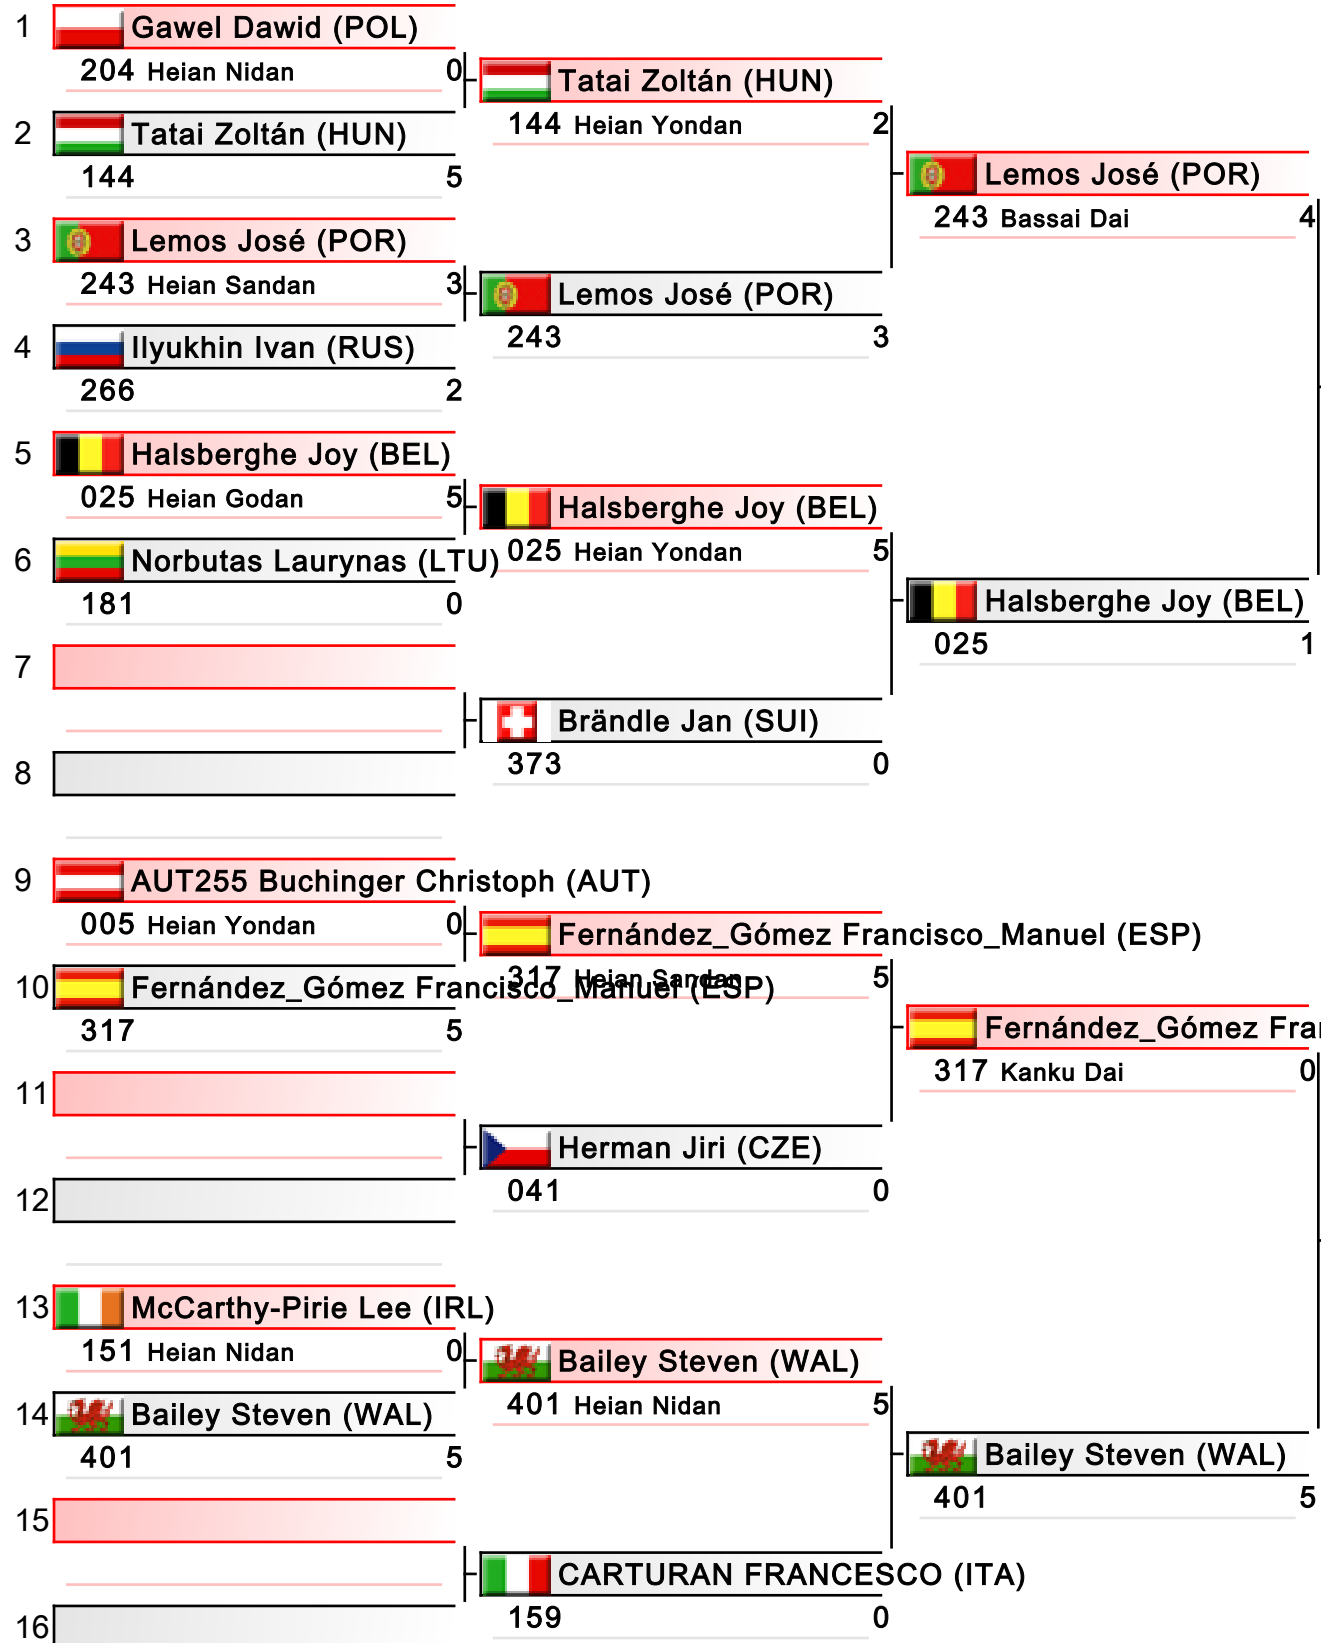 1 Gawel Dawid (POL)
204 Heian Nidan 0
2 Tatai Zoltán (HUN)
144 5
3 Lemos José (POR)
243 Heian Sandan 3
4 Ilyukhin Ivan (RUS)
266 2
5 Halsberghe Joy (BEL)
025 Heian Godan 5
6 Norbutas Laurynas (LTU)
181 0
7
8
9 AUT255 Buchinger Christoph (AUT)
005 Heian Yondan 0
10 Fernández_Gómez Francisco_Manuel (ESP)
317 5
11
12
13 McCarthy-Pirie Lee (IRL)
151 Heian Nidan 0
14 Bailey Steven (WAL)
401 5
15
16
Tatai Zoltán (HUN)
144 Heian Yondan 2
Lemos José (POR)
243 3
Halsberghe Joy (BEL)
025 Heian Yondan 5
Brändle Jan (SUI)
373 0
Fernández_Gómez Francisco_Manuel (ESP)
317 Heian Sandan 5
Herman Jiri (CZE)
041 0
Bailey Steven (WAL)
401 Heian Nidan 5
CARTURAN FRANCESCO (ITA)
159 0
Lemos José (POR)
243 Bassai Dai 4
Halsberghe Joy (BEL)
025 1
Fernández_Gómez Fra
317 Kanku Dai 0
Bailey Steven (WAL)
401 5